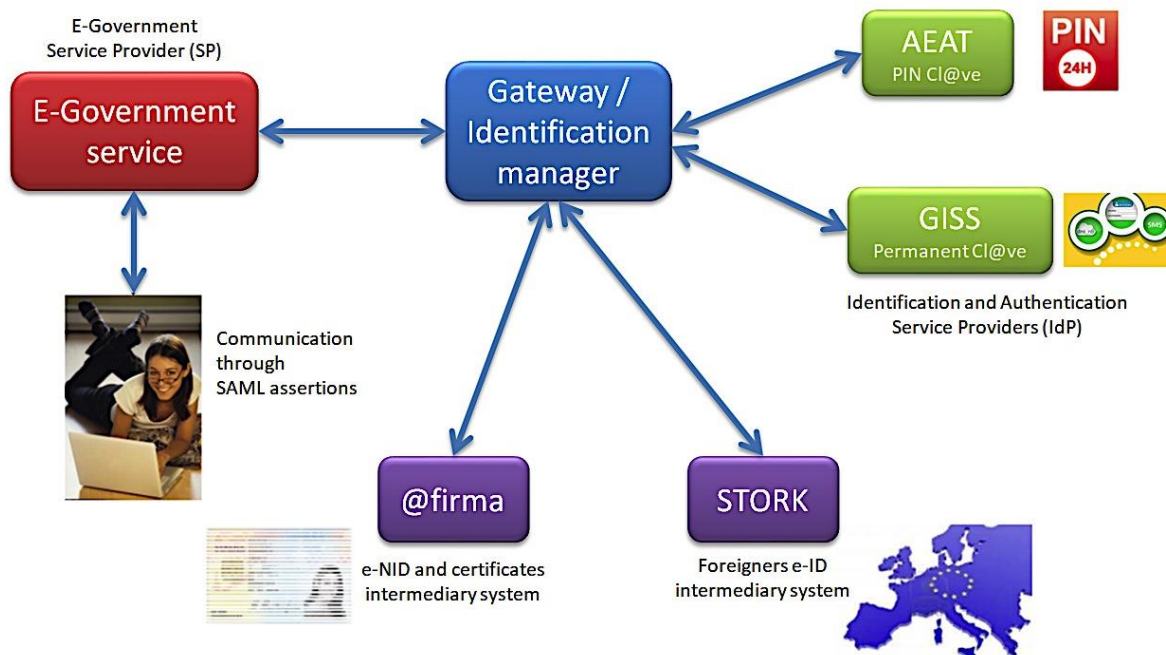 E-Government
Service Provider (SP)
E-Government
service
Gateway /
Identification
manager
AEAT
PIN Cl@ve
PIN
24H
GISS
Permanent Cl@ve
SMS
Identification and Authentication
Service Providers (IdP)
Communication
through
SAML assertions
@firma
e-NID and certificates
intermediary system
STORK
Foreigners e-ID
intermediary system